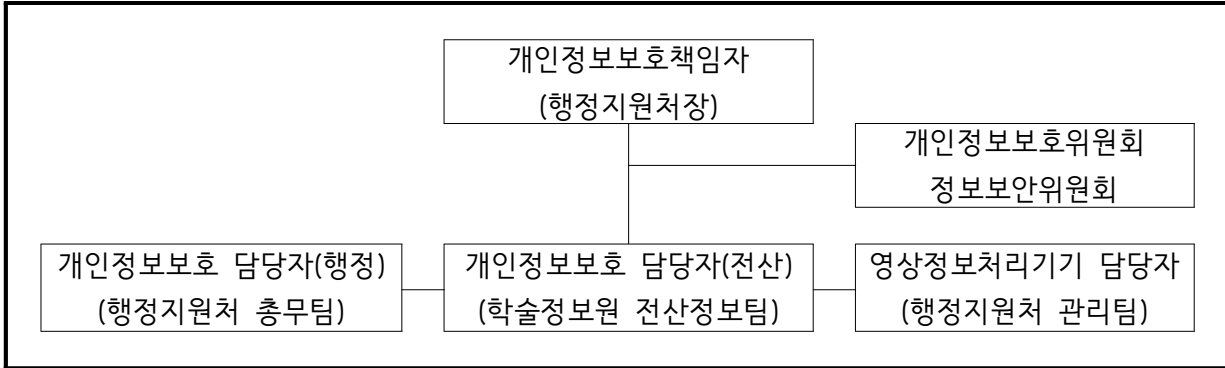 개인정보보호책임자
(행정지원처장)
개인정보보호위원회
정보보안위원회
개인정보보호 담당자(행정)
(행정지원처 총무팀)
개인정보보호 담당자(전산)
(학술정보원 전산정보팀)
영상정보처리기기 담당자
(행정지원처 관리팀)